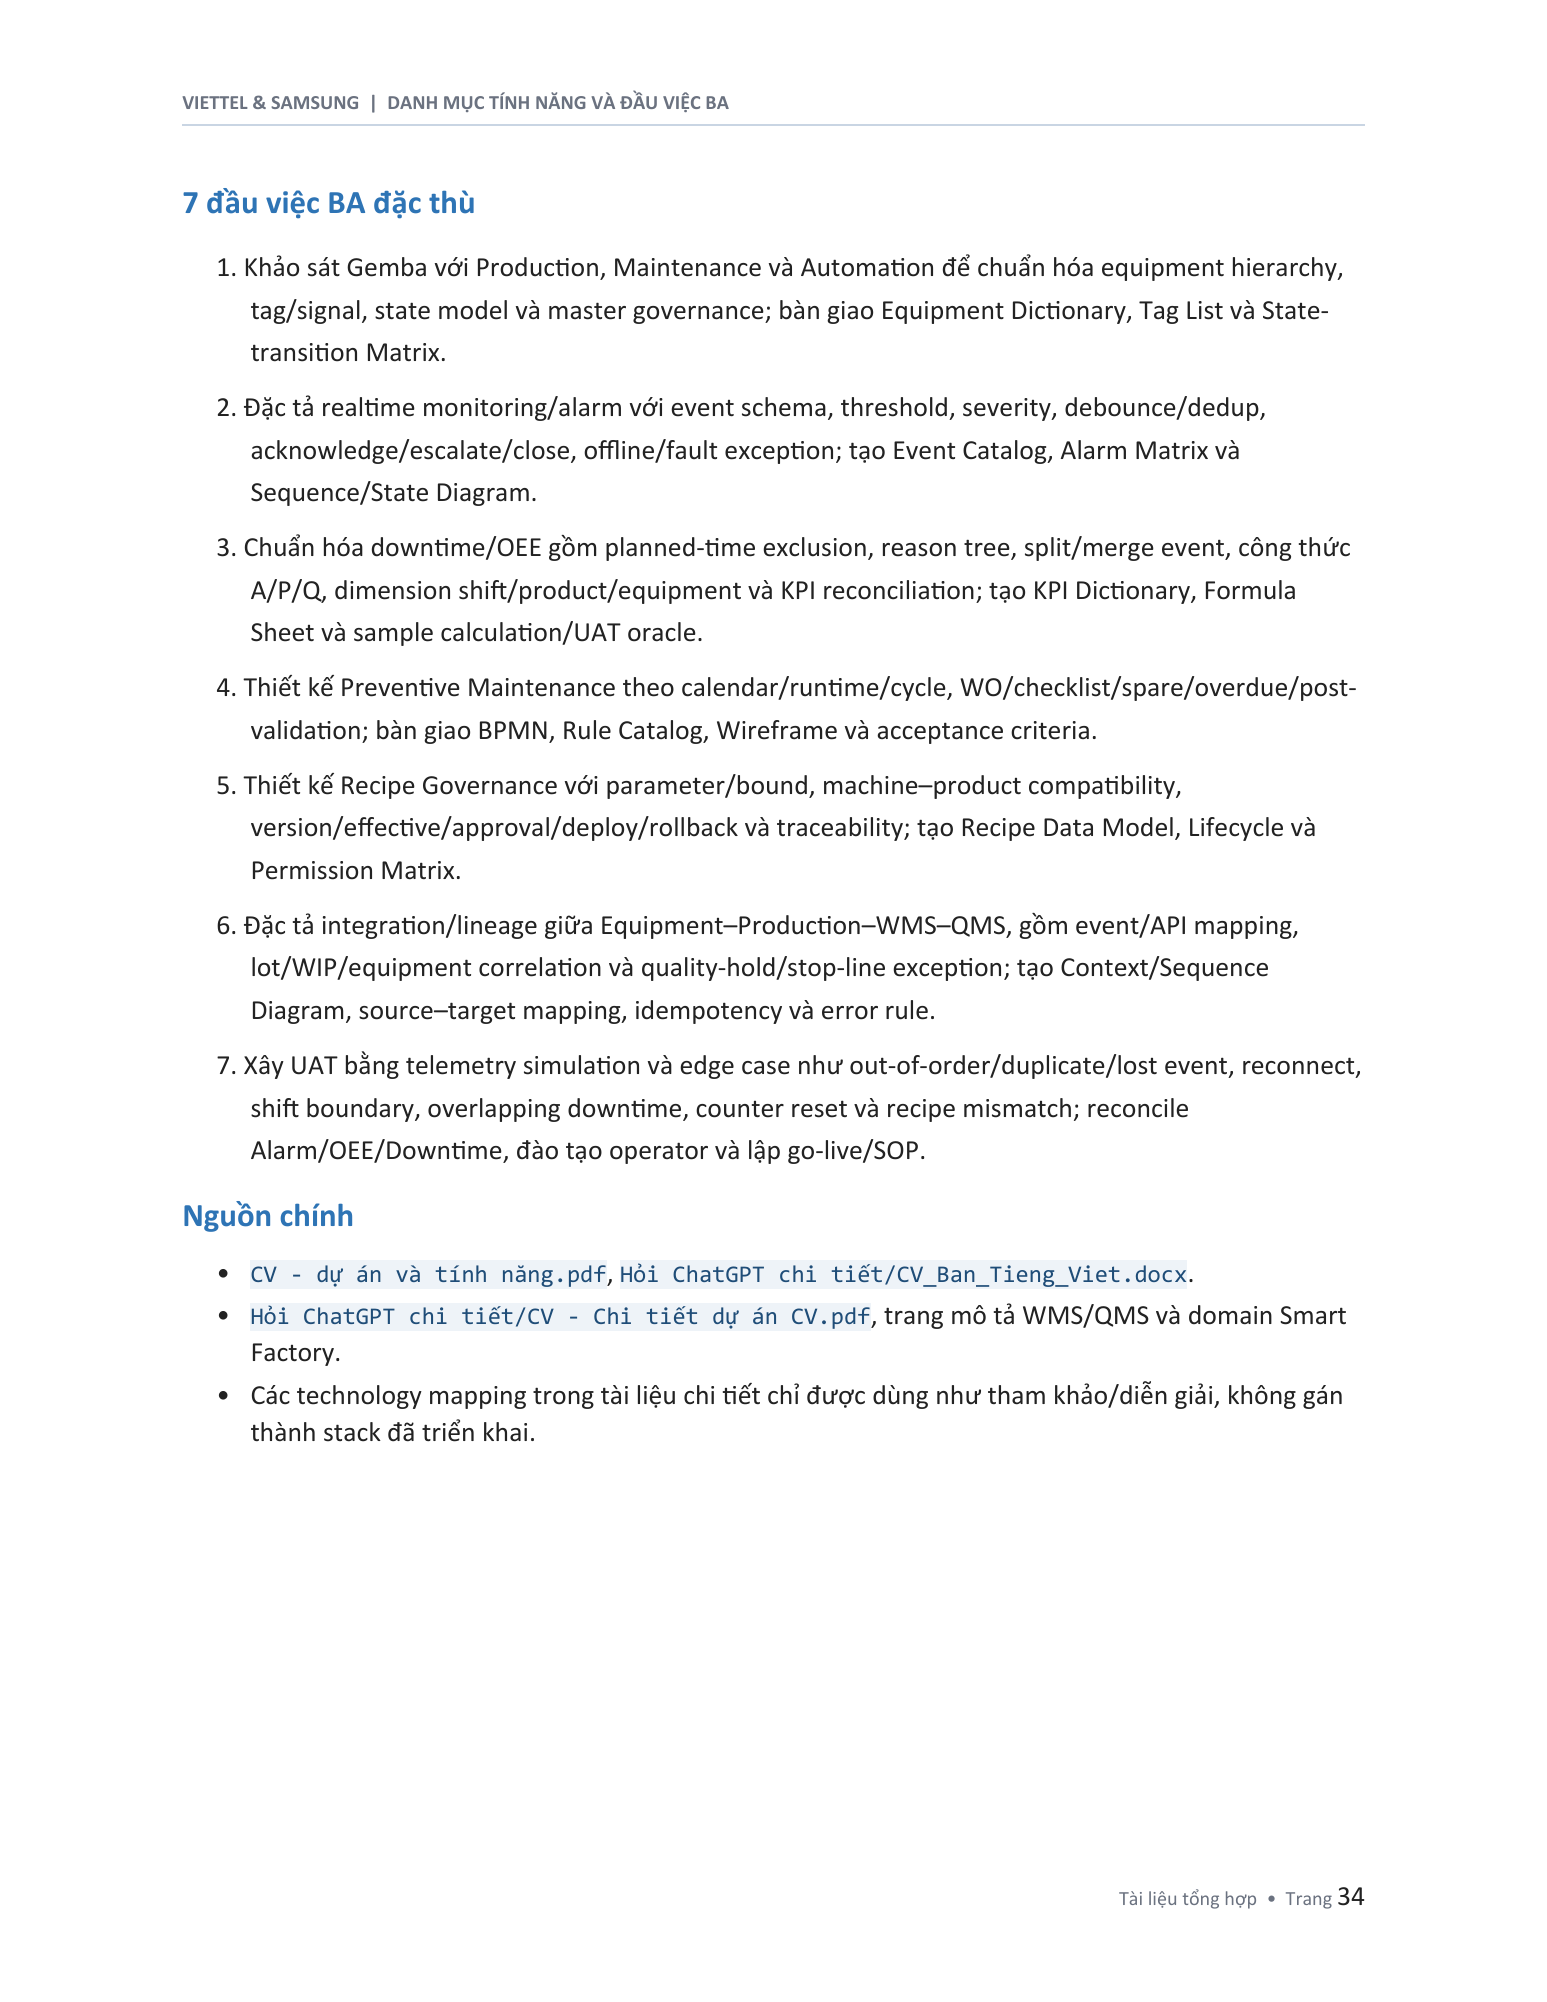 VIETTEL & SAMSUNG | DANH MỤC TÍNH NĂNG VÀ ĐẦU VIỆC BA
7 đầu việc BA đặc thù
1. Khảo sát Gemba với Production, Maintenance và Automation để chuẩn hóa equipment hierarchy,
tag/signal, state model và master governance; bàn giao Equipment Dictionary, Tag List và State-
transition Matrix.
2. Đặc tả realtime monitoring/alarm với event schema, threshold, severity, debounce/dedup,
acknowledge/escalate/close, offline/fault exception; tạo Event Catalog, Alarm Matrix và
Sequence/State Diagram.
3. Chuẩn hóa downtime/OEE gồm planned-time exclusion, reason tree, split/merge event, công thức
A/P/Q, dimension shift/product/equipment và KPI reconciliation; tạo KPI Dictionary, Formula
Sheet và sample calculation/UAT oracle.
4. Thiết kế Preventive Maintenance theo calendar/runtime/cycle, WO/checklist/spare/overdue/post-
validation; bàn giao BPMN, Rule Catalog, Wireframe và acceptance criteria.
5. Thiết kế Recipe Governance với parameter/bound, machine–product compatibility,
version/effective/approval/deploy/rollback và traceability; tạo Recipe Data Model, Lifecycle và
Permission Matrix.
6. Đặc tả integration/lineage giữa Equipment–Production–WMS–QMS, gồm event/API mapping,
lot/WIP/equipment correlation và quality-hold/stop-line exception; tạo Context/Sequence
Diagram, source–target mapping, idempotency và error rule.
7. Xây UAT bằng telemetry simulation và edge case như out-of-order/duplicate/lost event, reconnect,
shift boundary, overlapping downtime, counter reset và recipe mismatch; reconcile
Alarm/OEE/Downtime, đào tạo operator và lập go-live/SOP.
Nguồn chính
• CV - dự án và tính năng.pdf, Hỏi ChatGPT chi tiết/CV_Ban_Tieng_Viet.docx.
• Hỏi ChatGPT chi tiết/CV - Chi tiết dự án CV.pdf, trang mô tả WMS/QMS và domain Smart
Factory.
• Các technology mapping trong tài liệu chi tiết chỉ được dùng như tham khảo/diễn giải, không gán
thành stack đã triển khai.
Tài liệu tổng hợp • Trang 34